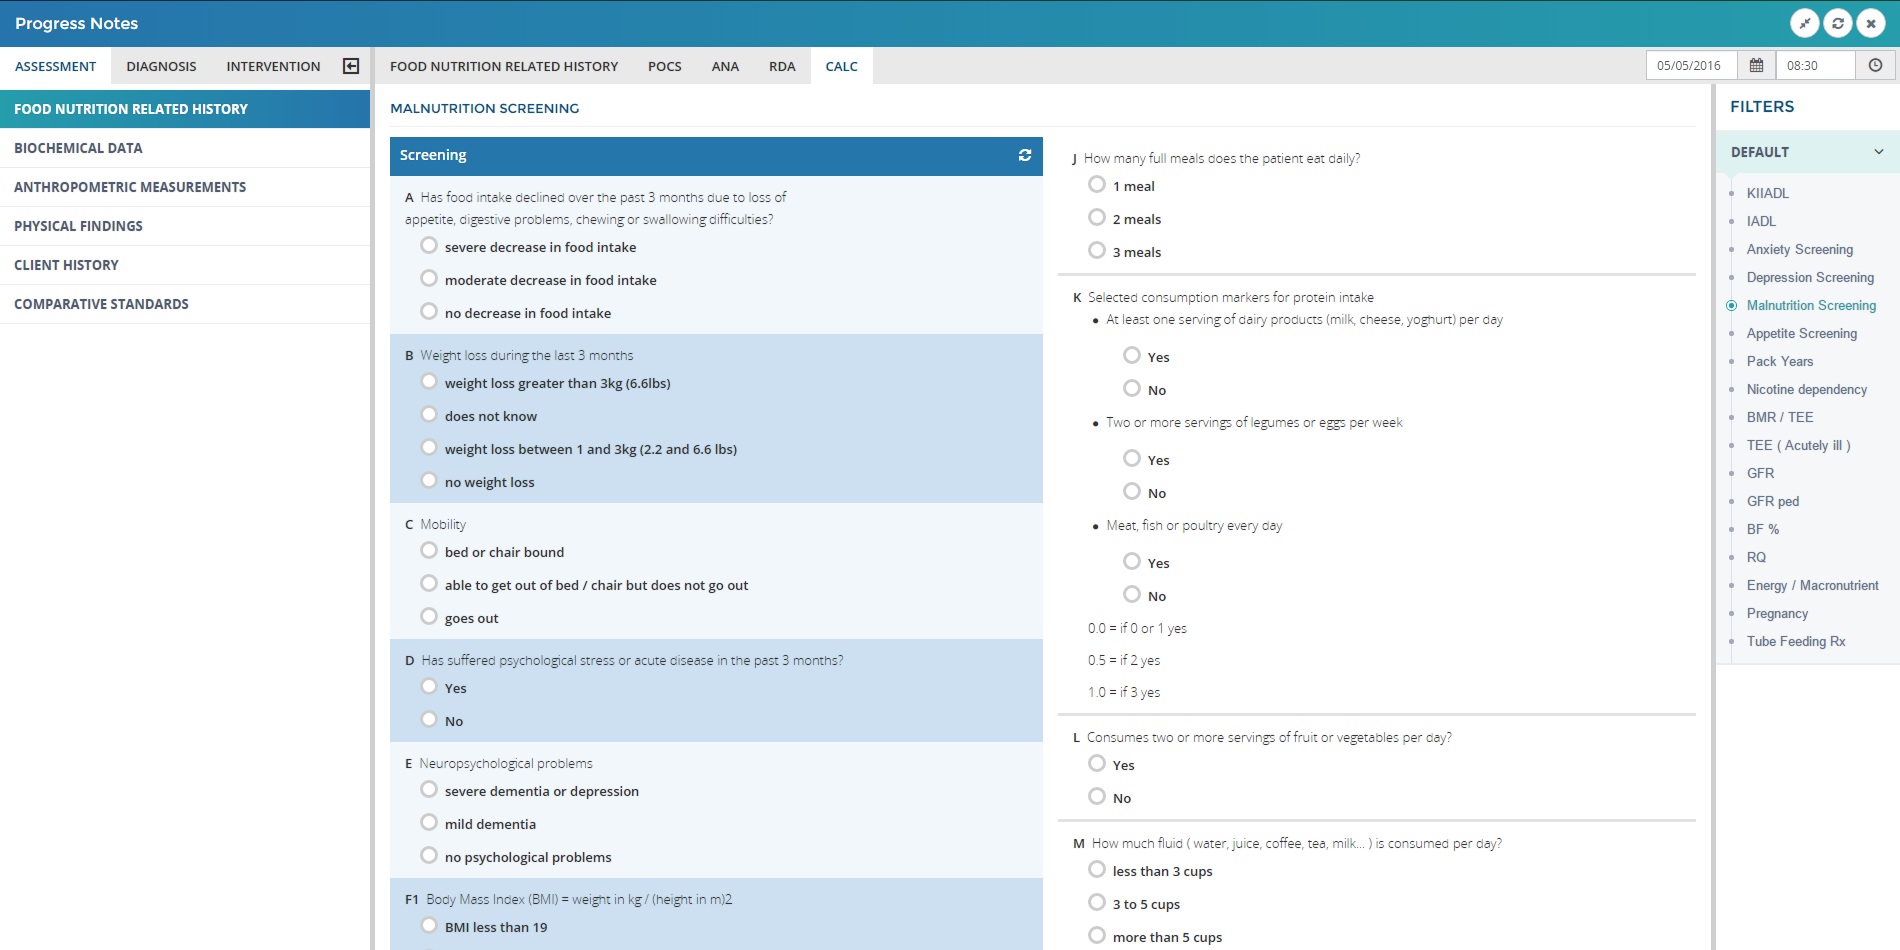 Progress Notes
ASSESSMENT DIAGNOSIS INTERVENTION
FOOD NUTRITION RELATED HISTORY POCS ANA RDA CALC
05/05/2016 08:30
FOOD NUTRITION RELATED HISTORY
BIOCHEMICAL DATA
ANTHROPOMETRIC MEASUREMENTS
PHYSICAL FINDINGS
CLIENT HISTORY
COMPARATIVE STANDARDS
MALNUTRITION SCREENING
Screening
A Has food intake declined over the past 3 months due to loss of
appetite, digestive problems, chewing or swallowing difficulties?
severe decrease in food intake
moderate decrease in food intake
no decrease in food intake
B Weight loss during the last 3 months
weight loss greater than 3kg (6.6lbs)
does not know
weight loss between 1 and 3kg (2.2 and 6.6 lbs)
no weight loss
C Mobility
bed or chair bound
able to get out of bed / chair but does not go out
goes out
D Has suffered psychological stress or acute disease in the past 3 months?
Yes
No
E Neuropsychological problems
severe dementia or depression
mild dementia
no psychological problems
F1 Body Mass Index (BMI) = weight in kg / (height in m)2
BMI less than 19
J How many full meals does the patient eat daily?
1 meal
2 meals
3 meals
K Selected consumption markers for protein intake
• At least one serving of dairy products (milk, cheese, yoghurt) per day
Yes
No
• Two or more servings of legumes or eggs per week
Yes
No
• Meat, fish or poultry every day
Yes
No
0.0 = if 0 or 1 yes
0.5 = if 2 yes
1.0 = if 3 yes
L Consumes two or more servings of fruit or vegetables per day?
Yes
No
M How much fluid ( water, juice, coffee, tea, milk... ) is consumed per day?
less than 3 cups
3 to 5 cups
more than 5 cups
FILTERS
DEFAULT
KIIADL
IADL
Anxiety Screening
Depression Screening
Malnutrition Screening
Appetite Screening
Pack Years
Nicotine dependency
BMR / TEE
TEE ( Acutely ill )
GFR
GFR ped
BF %
RQ
Energy / Macronutrient
Pregnancy
Tube Feeding Rx